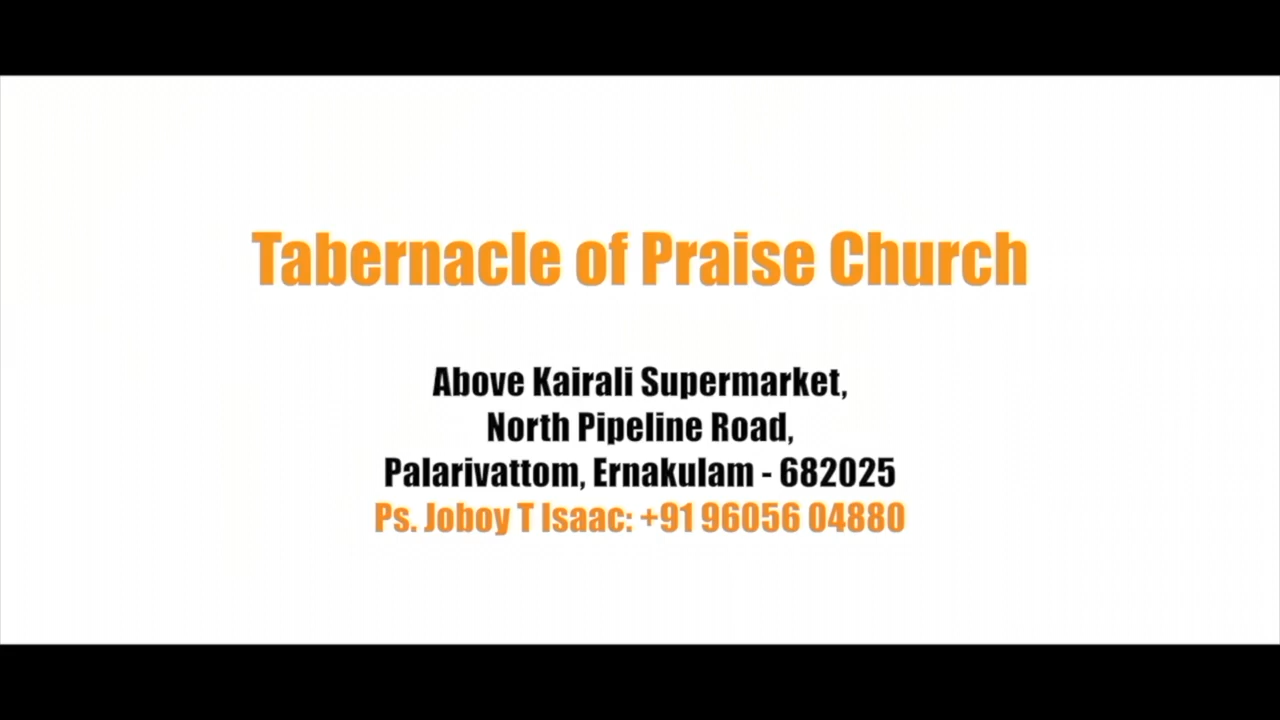 Tabernacle of Praise Church
Above Kairali Supermarket,
North Pipeline Road,
Palarivattom, Ernakulam - 682025
Ps. Joboy T Isaac: +91 96056 04880